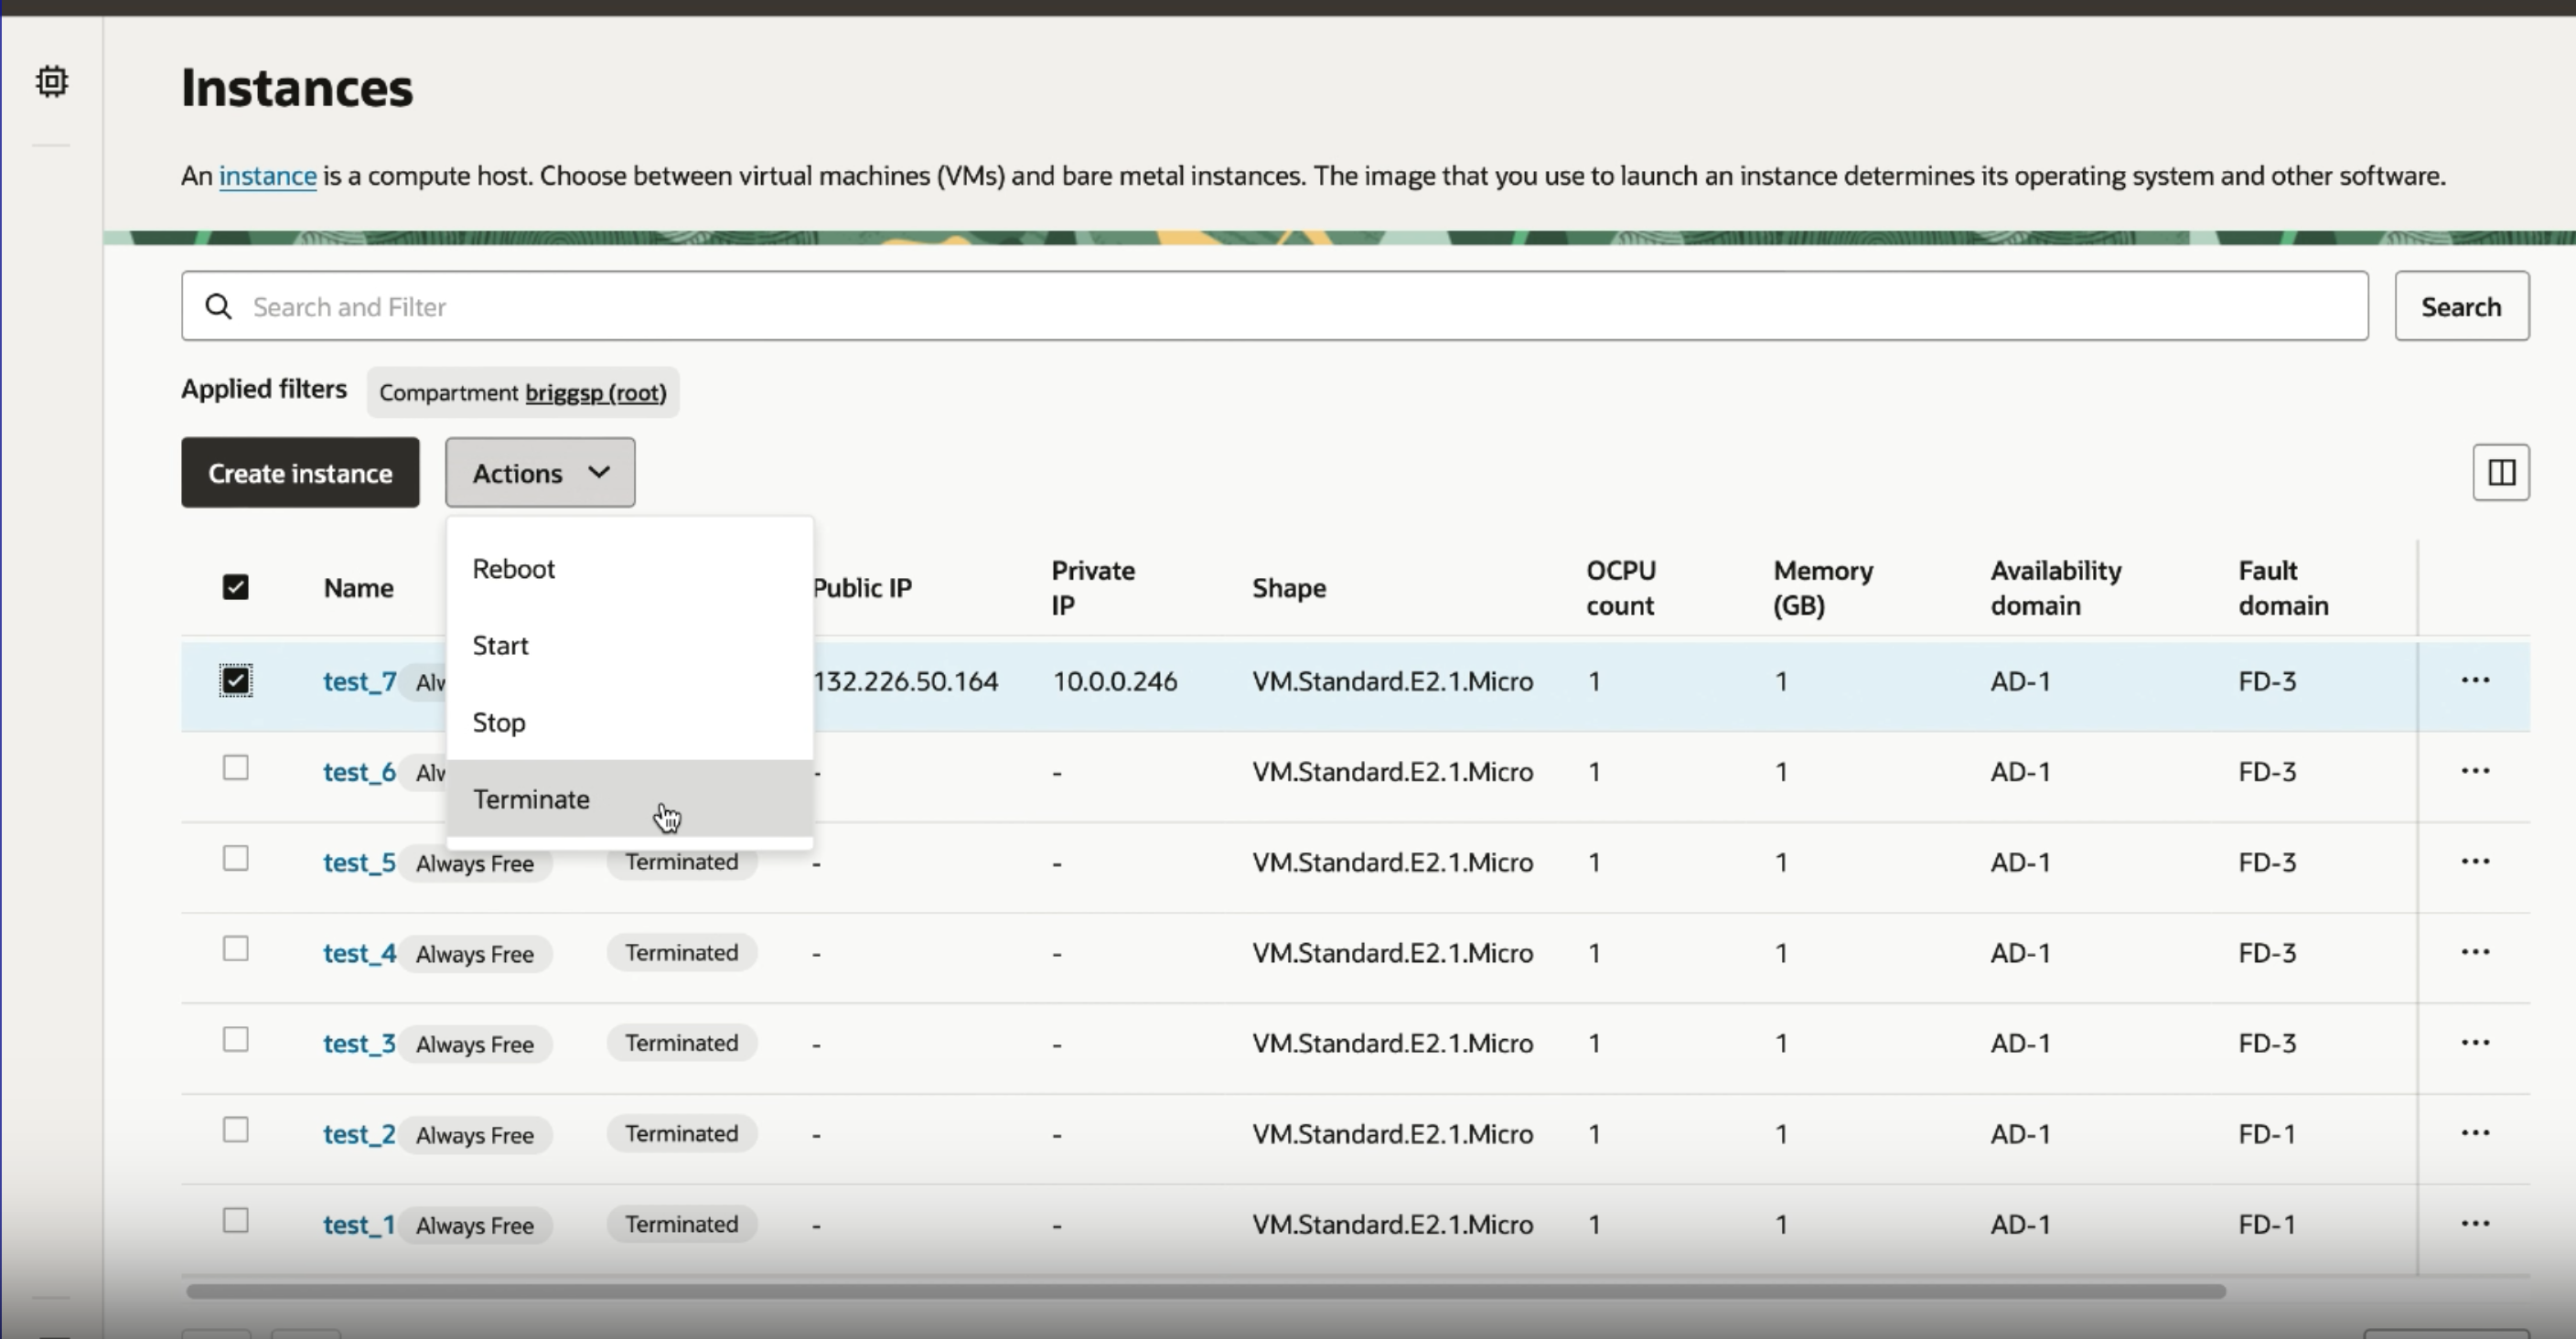 Instances
An instance is a compute host. Choose between virtual machines (VMs) and bare metal instances. The image that you use to launch an instance determines its operating system and other software.
Search and Filter
Search
Applied filters Compartment briggsp (root)
Create instance Actions
Reboot
Start
Stop
Terminate
Name Public IP Private IP Shape OCPU count Memory (GB) Availability domain Fault domain
test_7 Alw 132.226.50.164 10.0.0.246 VM.Standard.E2.1.Micro 1 1 AD-1 FD-3 ...
test_6 Alw - - VM.Standard.E2.1.Micro 1 1 AD-1 FD-3 ...
test_5 Always Free Terminated - - VM.Standard.E2.1.Micro 1 1 AD-1 FD-3 ...
test_4 Always Free Terminated - - VM.Standard.E2.1.Micro 1 1 AD-1 FD-3 ...
test_3 Always Free Terminated - - VM.Standard.E2.1.Micro 1 1 AD-1 FD-3 ...
test_2 Always Free Terminated - - VM.Standard.E2.1.Micro 1 1 AD-1 FD-1 ...
test_1 Always Free Terminated - - VM.Standard.E2.1.Micro 1 1 AD-1 FD-1 ...